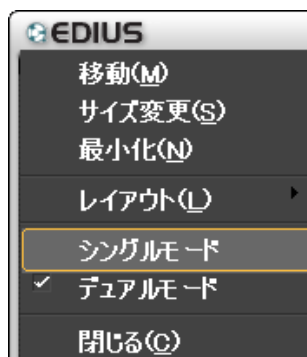 EDIUS
移動(M)
サイズ変更(S)
最小化(N)
レイアウト(L)
シングルモード
デュアルモード
閉じる(C)